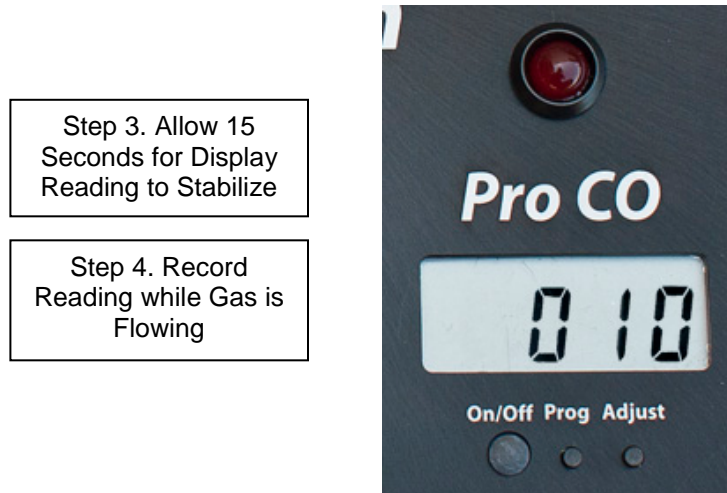 Step 3. Allow 15
Seconds for Display
Reading to Stabilize
Step 4. Record
Reading while Gas is
Flowing
Pro CO
010
On/Off Prog Adjust